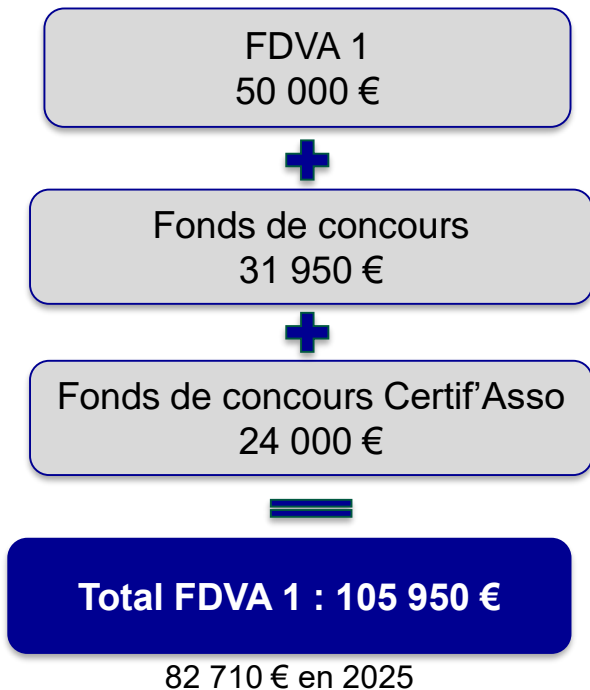 FDVA 1
50 000 €
Fonds de concours
31 950 €
Fonds de concours Certif’Asso
24 000 €
Total FDVA 1 : 105 950 €
82 710 € en 2025